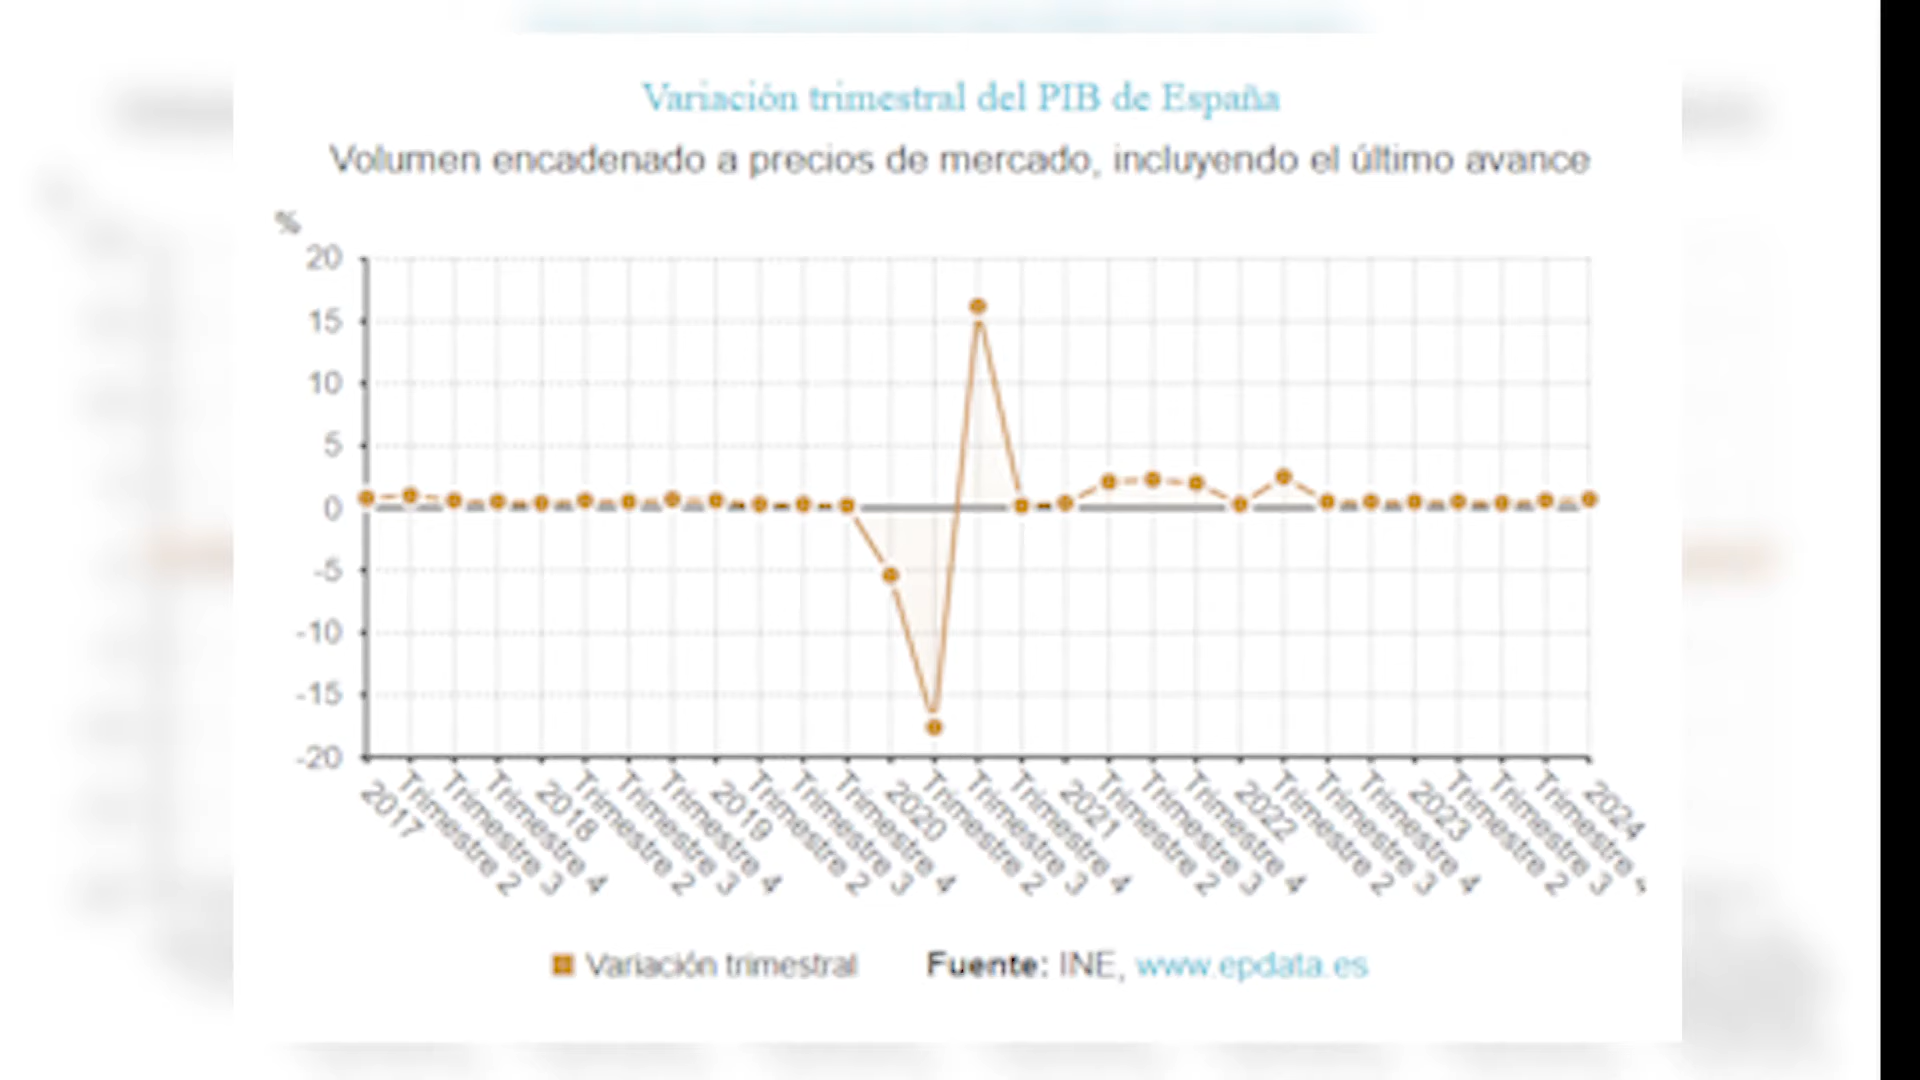 Variación trimestral del PIB de España
Volumen encadenado a precios de mercado, incluyendo el último avance
%
20
15
10
5
0
-5
-10
-15
-20
2017
Trimestre 2
Trimestre 3
Trimestre 4
2018
Trimestre 2
Trimestre 3
Trimestre 4
2019
Trimestre 2
Trimestre 3
Trimestre 4
2020
Trimestre 2
Trimestre 3
Trimestre 4
2021
Trimestre 2
Trimestre 3
Trimestre 4
2022
Trimestre 2
Trimestre 3
Trimestre 4
2023
Trimestre 2
Trimestre 3
Trimestre 4
2024
Variación trimestral
Fuente: INE, www.epdata.es